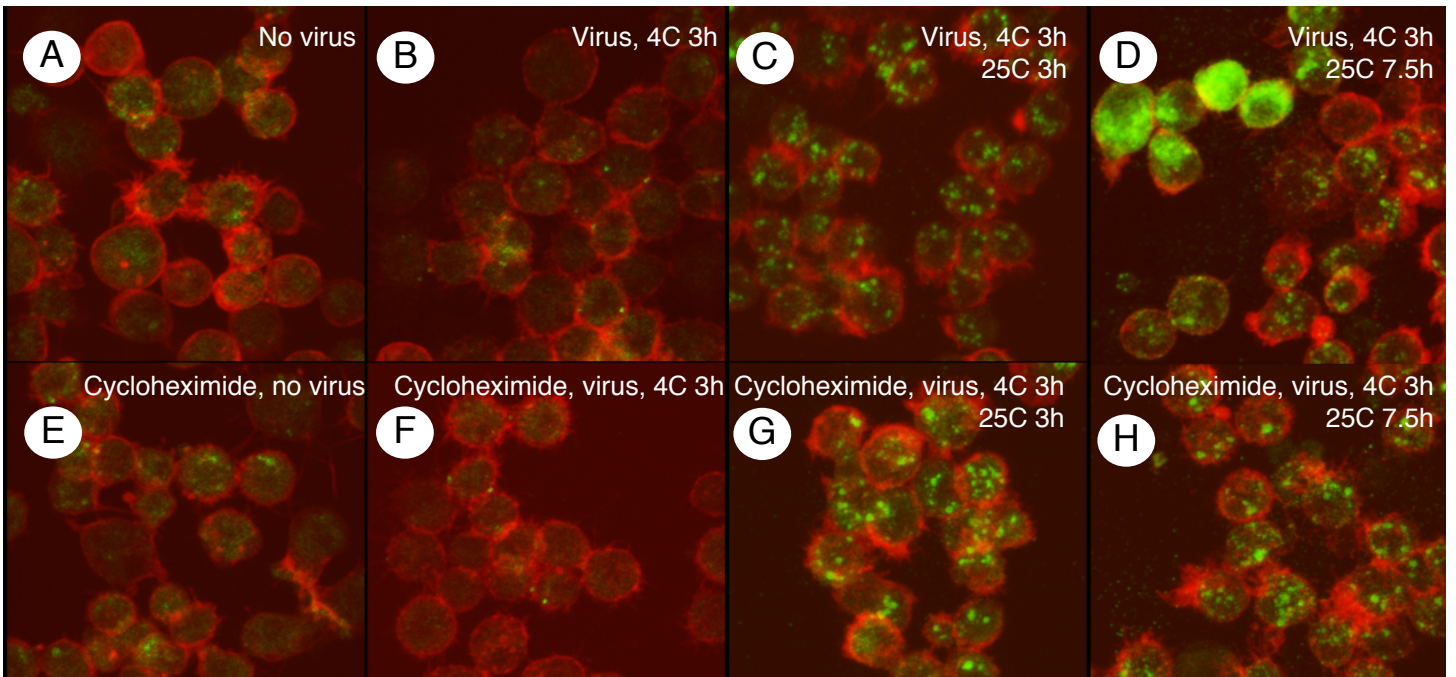 A
No virus
B
Virus, 4C 3h
C
Virus, 4C 3h
25C 3h
D
Virus, 4C 3h
25C 7.5h
E
Cycloheximide, no virus
F
Cycloheximide, virus, 4C 3h
G
Cycloheximide, virus, 4C 3h
25C 3h
H
Cycloheximide, virus, 4C 3h
25C 7.5h